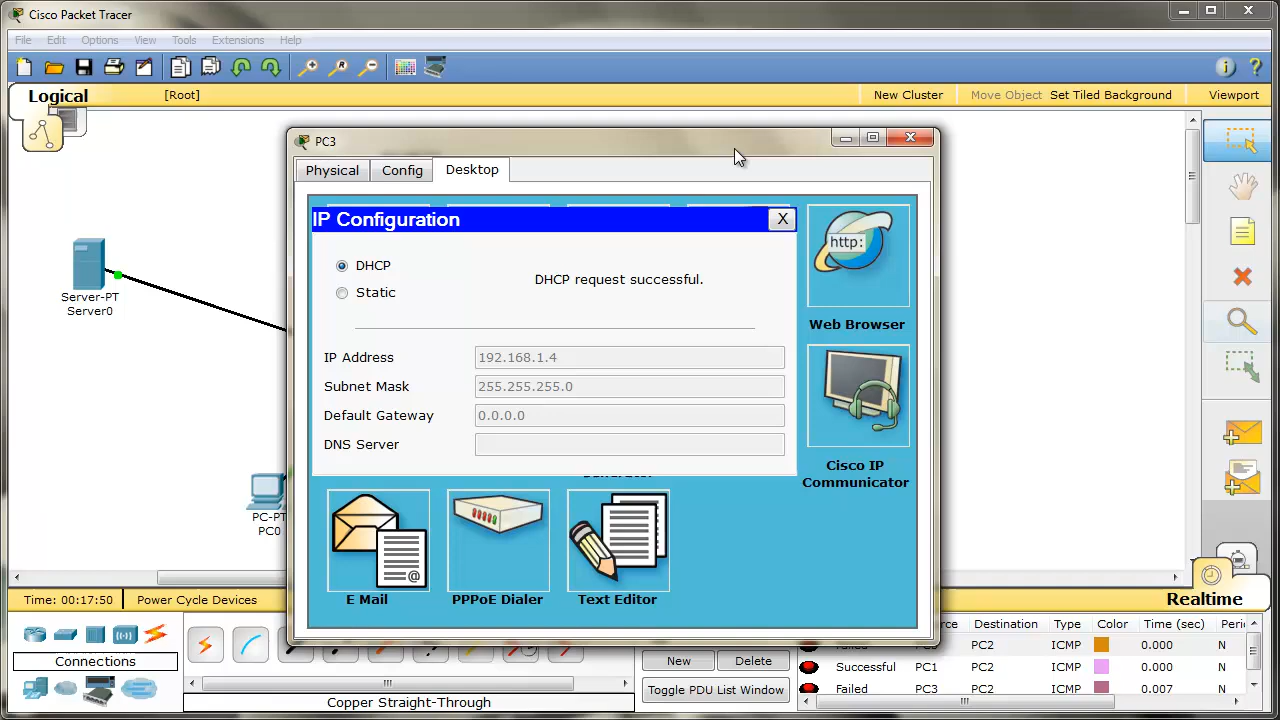 Cisco Packet Tracer
File Edit Options View Tools Extensions Help
Logical [Root] New Cluster Move Object Set Tiled Background Viewport
PC3
Physical Config Desktop
IP Configuration X
http:
DHCP
DHCP request successful.
Static
Web Browser
IP Address 192.168.1.4
Subnet Mask 255.255.255.0
Default Gateway 0.0.0.0
DNS Server
Cisco IP
Communicator
Server-PT
Server0
PC-PT
PC0
@
E Mail PPPoE Dialer Text Editor
Time: 00:17:50 Power Cycle Devices Realtime
Connections
Copper Straight-Through
New Delete
Toggle PDU List Window
Destination Type Color Time (sec)
PC2 ICMP 0.000 N
Successful PC1 PC2 ICMP 0.000 N
Failed PC3 PC2 ICMP 0.007 N